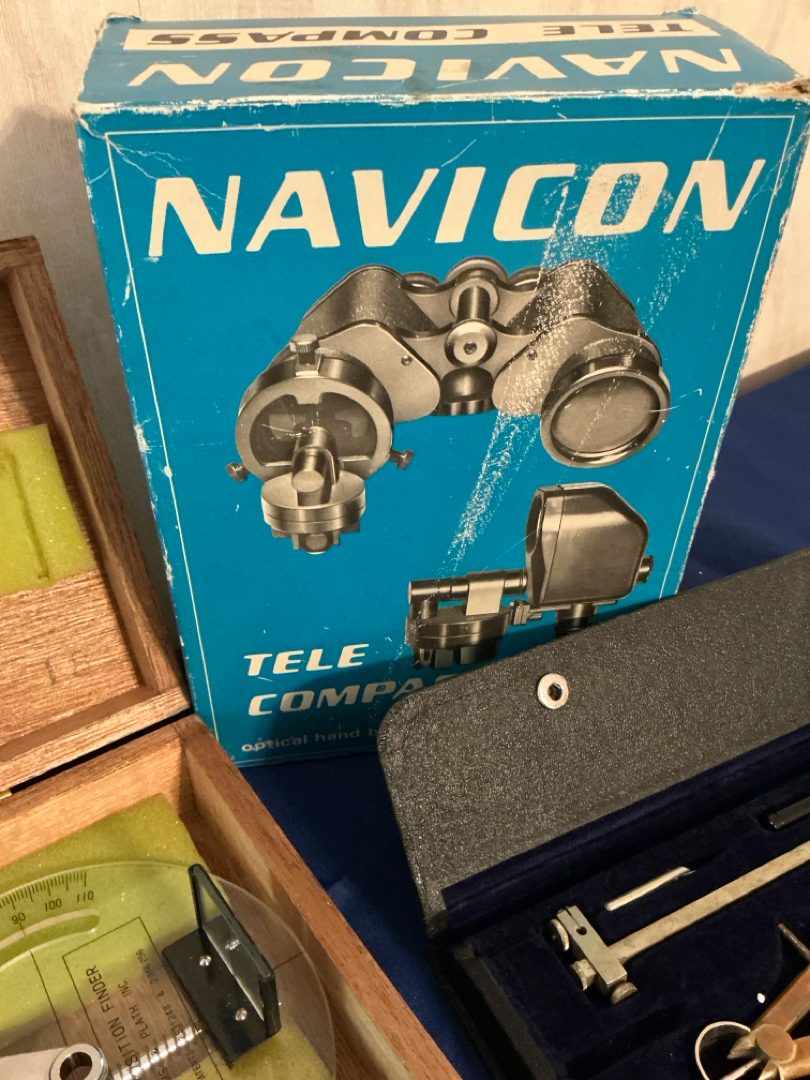 TELE COMPASS
NAVICON
NAVICON
TELE
COMPA
optical hand b
110 100 90
POSITION FINDER
PLATH INC